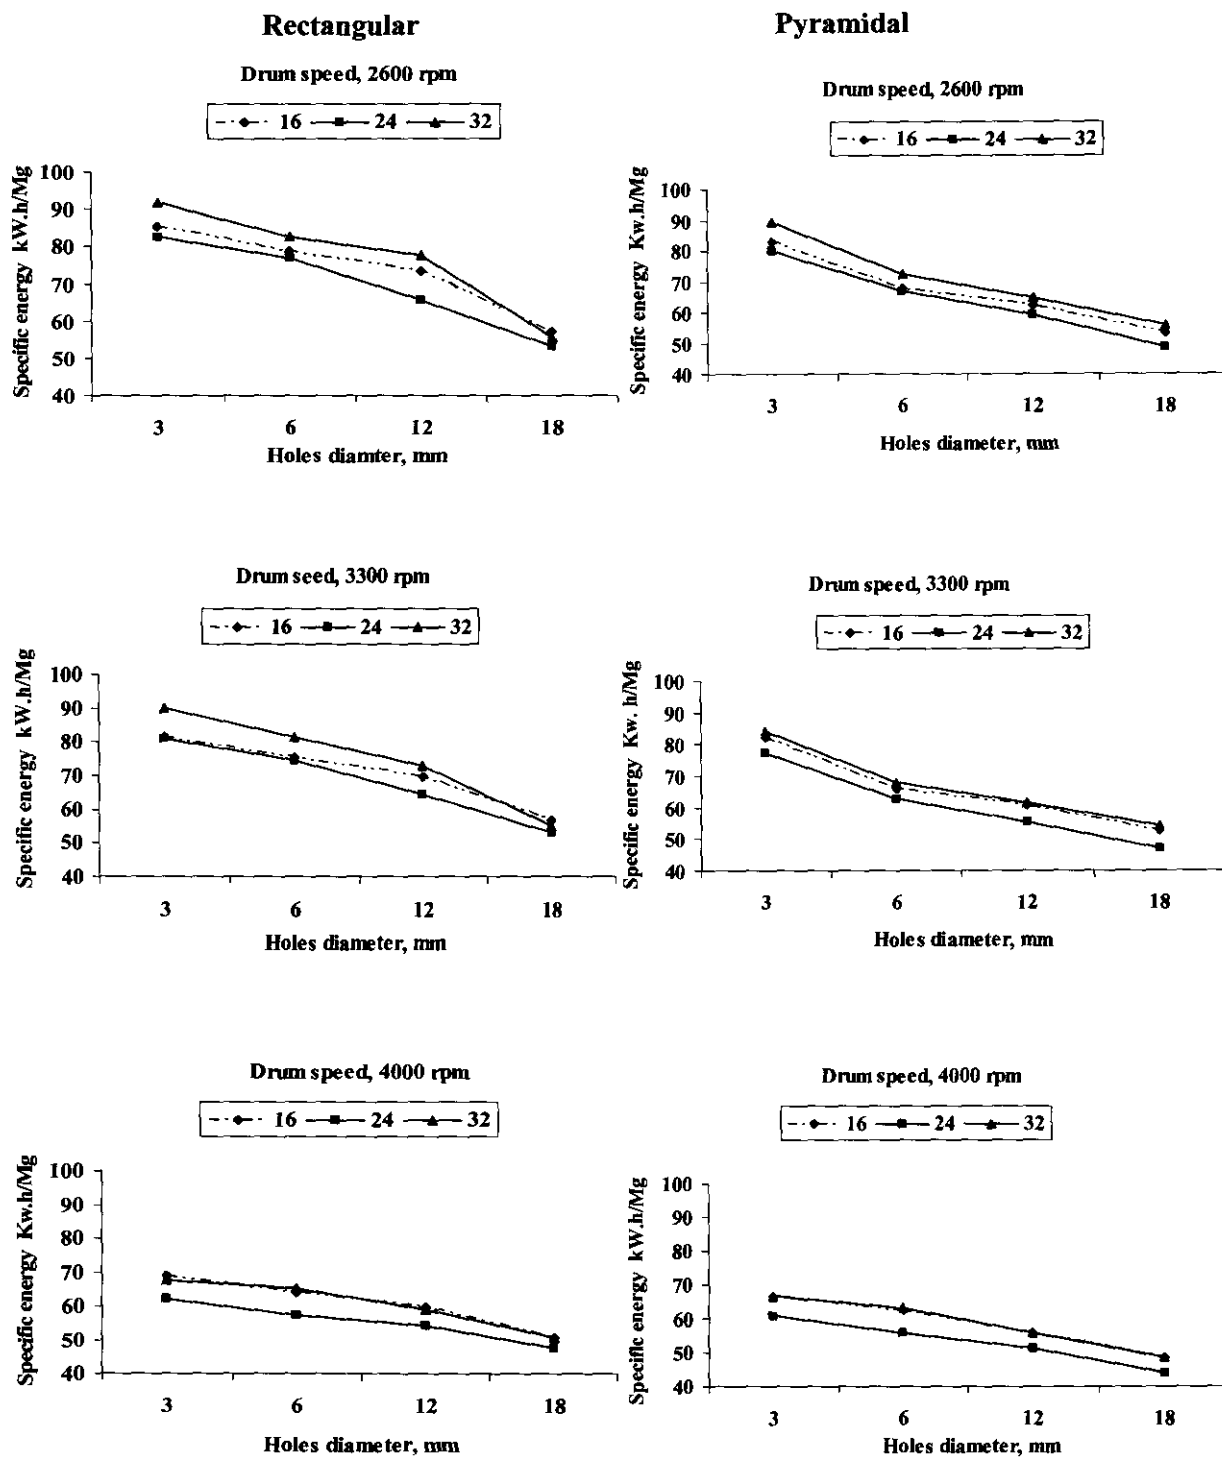 Rectangular
Pyramidal
Drum speed, 2600 rpm
16 24 32
Specific energy kW.h/Mg
100
90
80
70
60
50
40
3 6 12 18
Holes diamter, mm
Drum speed, 2600 rpm
16 24 32
Specific energy Kw.h/Mg
100
90
80
70
60
50
40
3 6 12 18
Holes diameter, mm
Drum seed, 3300 rpm
16 24 32
Specific energy kW.h/Mg
100
90
80
70
60
50
40
3 6 12 18
Holes diameter, mm
Drum speed, 3300 rpm
16 24 32
Specific energy Kw. h/Mg
100
90
80
70
60
50
40
3 6 12 18
Holes diameter, mm
Drum speed, 4000 rpm
16 24 32
Specific energy Kw.h/Mg
100
90
80
70
60
50
40
3 6 12 18
Holes diameter, mm
Drum speed, 4000 rpm
16 24 32
Specific energy kW.h/Mg
100
90
80
70
60
50
40
3 6 12 18
Holes diameter, mm